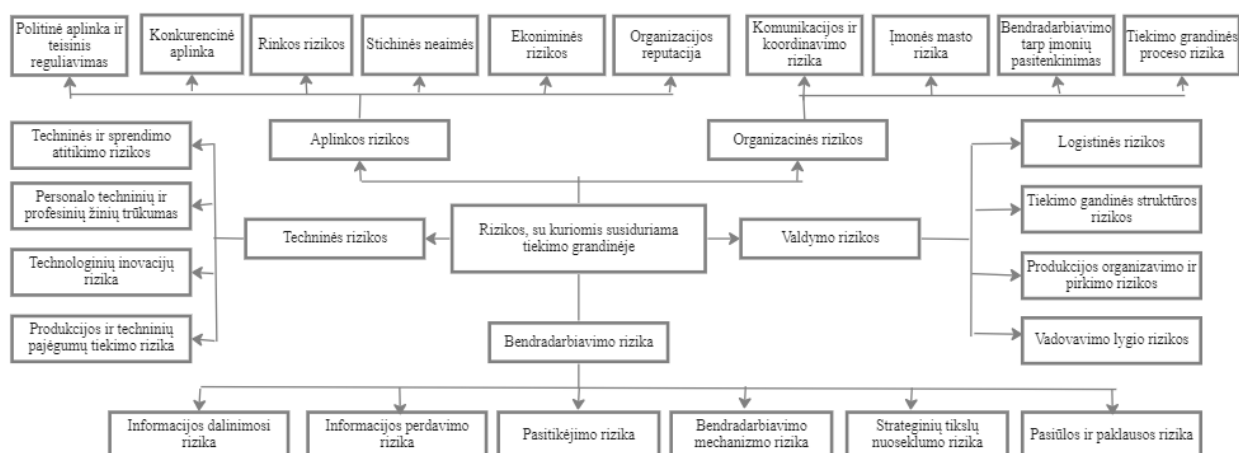 Politinė aplinka ir
teisinis
reguliavimas
Konkurencinė
aplinka
Rinkos rizikos
Stichinės neaimės
Ekoniminės
rizikos
Organizacijos
reputacija
Komunikacijos ir
koordinavimo
rizika
Įmonės masto
rizika
Bendradarbiavimo
tarp įmonių
pasitenkinimas
Tiekimo grandinės
proceso rizika
Aplinkos rizikos
Organizacinės rizikos
Techninės ir sprendimo
atitikimo rizikos
Personalo techninių ir
profesinių žinių trūkumas
Technologinių inovacijų
rizika
Produkcijos ir techninių
pajėgumų tiekimo rizika
Techninės rizikos
Rizikos, su kuriomis susiduriama
tiekimo grandinėje
Valdymo rizikos
Logistinės rizikos
Tiekimo gandinės struktūros
rizikos
Produkcijos organizavimo ir
pirkimo rizikos
Vadovavimo lygio rizikos
Bendradarbiavimo rizika
Informacijos dalinimosi
rizika
Informacijos perdavimo
rizika
Pasitikėjimo rizika
Bendradarbiavimo
mechanizmo rizika
Strateginių tikslų
nuoseklumo rizika
Pasiūlos ir paklausos rizika